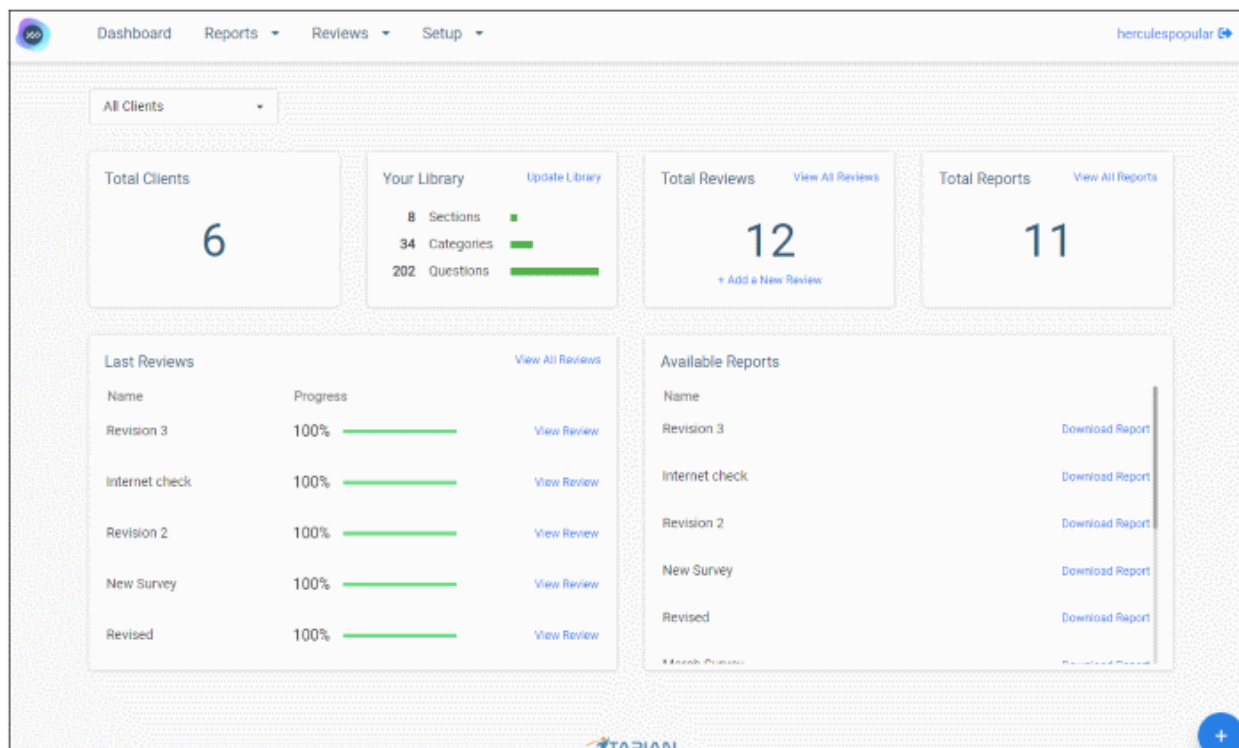 Dashboard Reports Reviews Setup herculespopular
All Clients
Total Clients
6
Your Library Update Library
8 Sections
34 Categories
202 Questions
Total Reviews View All Reviews
12
+ Add a New Review
Total Reports View All Reports
11
Last Reviews View All Reviews
Name Progress
Revision 3 100% View Review
Internet check 100% View Review
Revision 2 100% View Review
New Survey 100% View Review
Revised 100% View Review
Available Reports
Name
Revision 3 Download Report
Internet check Download Report
Revision 2 Download Report
New Survey Download Report
Revised Download Report
March Survey Download Report
+